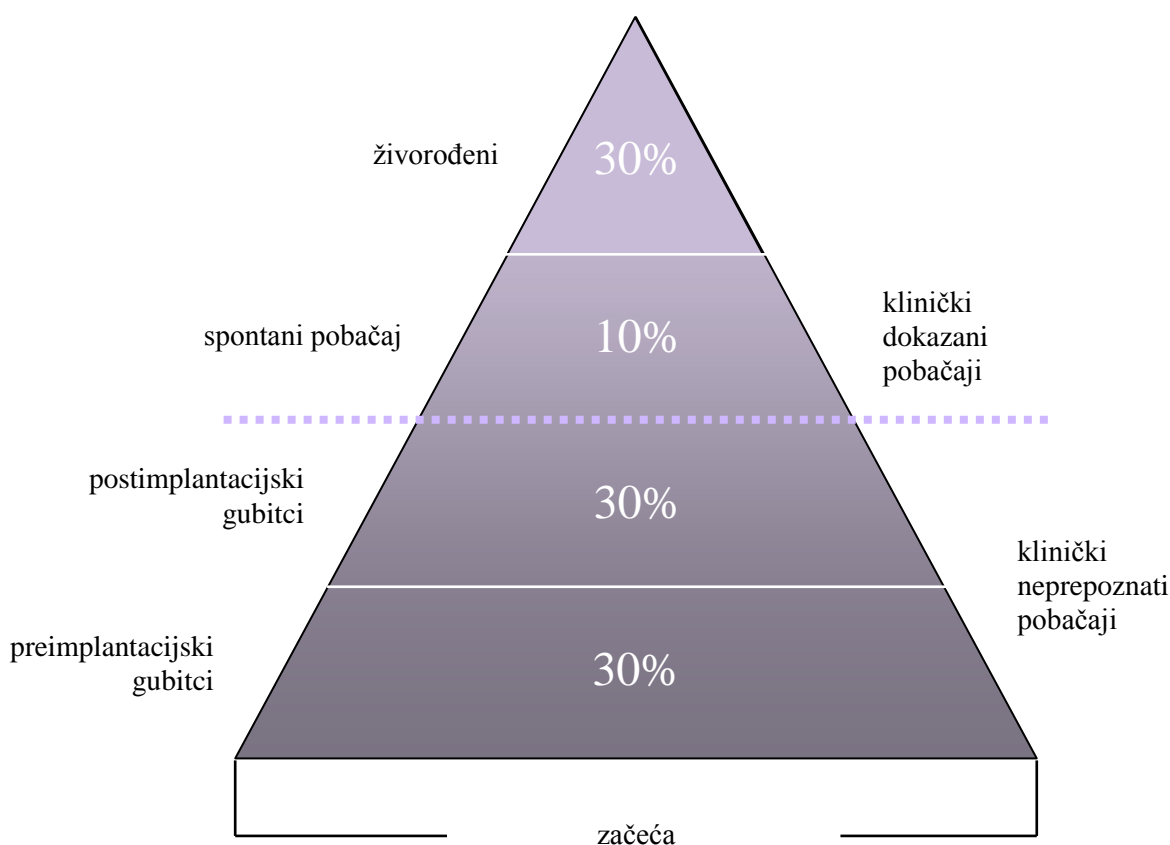 živorođeni
30%
spontani pobačaj
10%
klinički
dokazani
pobačaji
postimplantacijski
gubitci
30%
klinički
neprepoznati
pobačaji
preimplantacijski
gubitci
30%
začeća